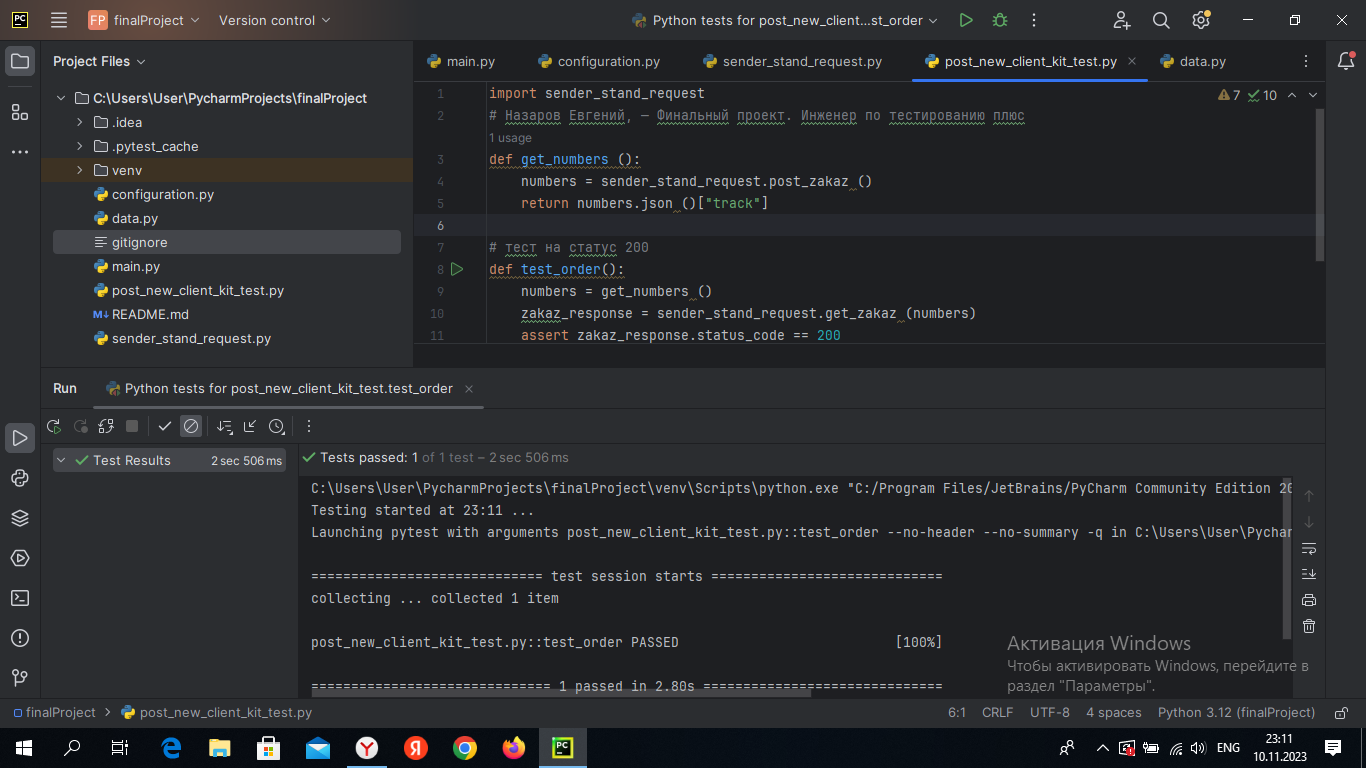 PC
FP finalProject
Version control
Python tests for post_new_client...st_order
Project Files
C:\Users\User\PycharmProjects\finalProject
.idea
.pytest_cache
venv
configuration.py
data.py
gitignore
main.py
post_new_client_kit_test.py
M↓ README.md
sender_stand_request.py
main.py
configuration.py
sender_stand_request.py
post_new_client_kit_test.py
data.py
7 10
1 import sender_stand_request
2 # Назаров Евгений, — Финальный проект. Инженер по тестированию плюс
1 usage
3 def get_numbers ():
4 numbers = sender_stand_request.post_zakaz ()
5 return numbers.json ()["track"]
6
7 # тест на статус 200
8 def test_order():
9 numbers = get_numbers ()
10 zakaz_response = sender_stand_request.get_zakaz (numbers)
11 assert zakaz_response.status_code == 200
Run
Python tests for post_new_client_kit_test.test_order
Test Results 2 sec 506 ms
Tests passed: 1 of 1 test – 2 sec 506 ms
C:\Users\User\PycharmProjects\finalProject\venv\Scripts\python.exe "C:/Program Files/JetBrains/PyCharm Community Edition 20
Testing started at 23:11 ...
Launching pytest with arguments post_new_client_kit_test.py::test_order --no-header --no-summary -q in C:\Users\User\Pychar
============================= test session starts =============================
collecting ... collected 1 item
post_new_client_kit_test.py::test_order PASSED [100%]
============================== 1 passed in 2.80s ==============================
Активация Windows
Чтобы активировать Windows, перейдите в
раздел "Параметры".
finalProject
post_new_client_kit_test.py
6:1 CRLF UTF-8 4 spaces Python 3.12 (finalProject)
Y
Я
PC
ENG
23:11
10.11.2023